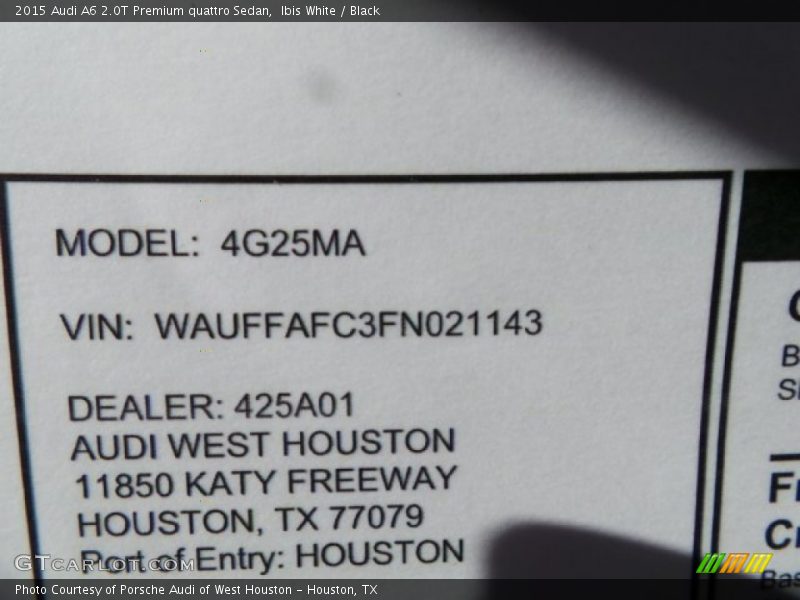 2015 Audi A6 2.0T Premium quattro Sedan,  Ibis White / Black
MODEL: 4G25MA
VIN: WAUFFAFC3FN021143
DEALER: 425A01
AUDI WEST HOUSTON
11850 KATY FREEWAY
HOUSTON, TX 77079
Port of Entry: HOUSTON
GTcarlot.com
Photo Courtesy of Porsche Audi of West Houston – Houston, TX